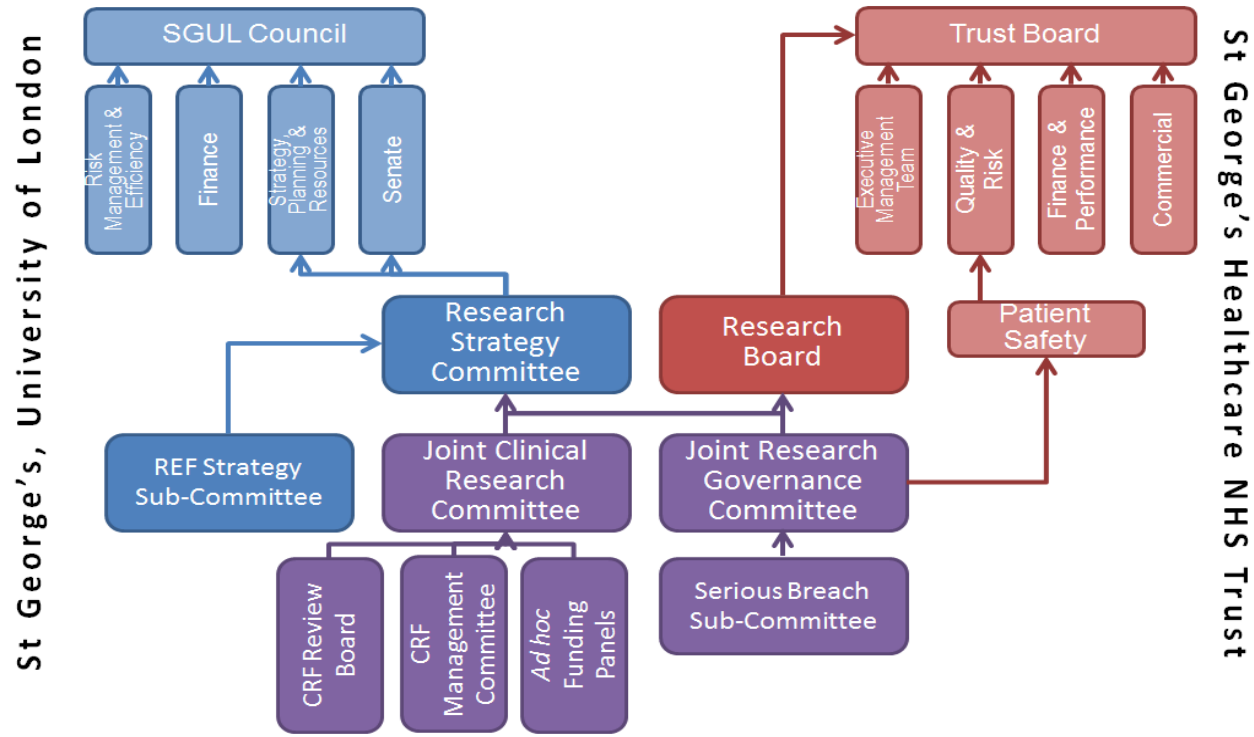 St George's, University of London
SGUL Council
Risk
Management &
Efficiency
Finance
Strategy,
Planning &
Resources
Senate
Trust Board
Executive
Management
Team
Quality &
Risk
Finance &
Performance
Commercial
St George's Healthcare NHS Trust
Research
Strategy
Committee
Research
Board
Patient
Safety
REF Strategy
Sub-Committee
Joint Clinical
Research
Committee
Joint Research
Governance
Committee
CRF Review
Board
CRF
Management
Committee
Ad hoc
Funding
Panels
Serious Breach
Sub-Committee